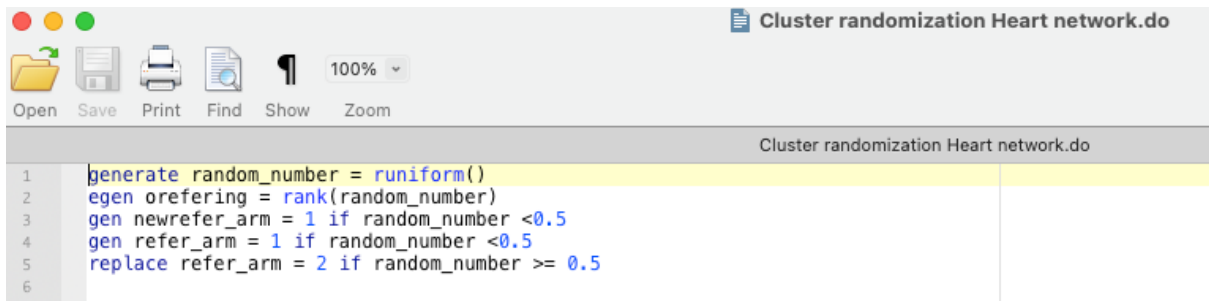 Cluster randomization Heart network.do
¶ 100%
Open Save Print Find Show Zoom
Cluster randomization Heart network.do
1 generate random_number = runiform()
2 egen orefering = rank(random_number)
3 gen newrefer_arm = 1 if random_number <0.5
4 gen refer_arm = 1 if random_number <0.5
5 replace refer_arm = 2 if random_number >= 0.5
6